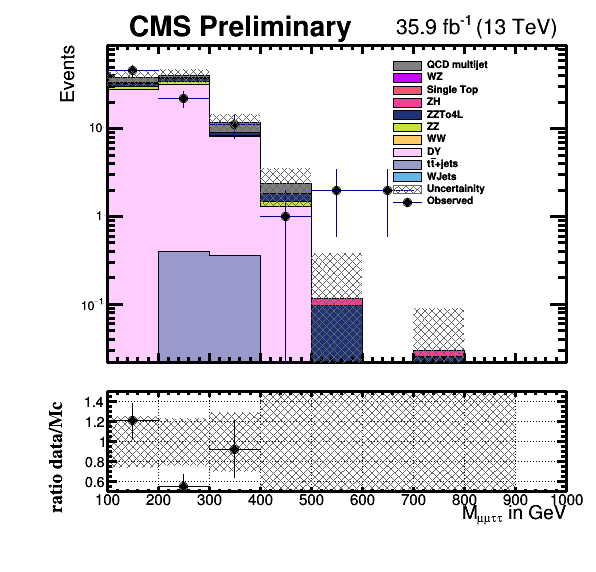 CMS Preliminary
35.9 fb⁻¹ (13 TeV)
Events
10
1
10⁻¹
QCD multijet
WZ
Single Top
ZH
ZZTo4L
ZZ
WW
DY
tt̄+jets
WJets
Uncertainity
Observed
ratio data/Mc
1.4
1.2
1
0.8
0.6
100 200 300 400 500 600 700 800 900 1000
M_μμττ in GeV